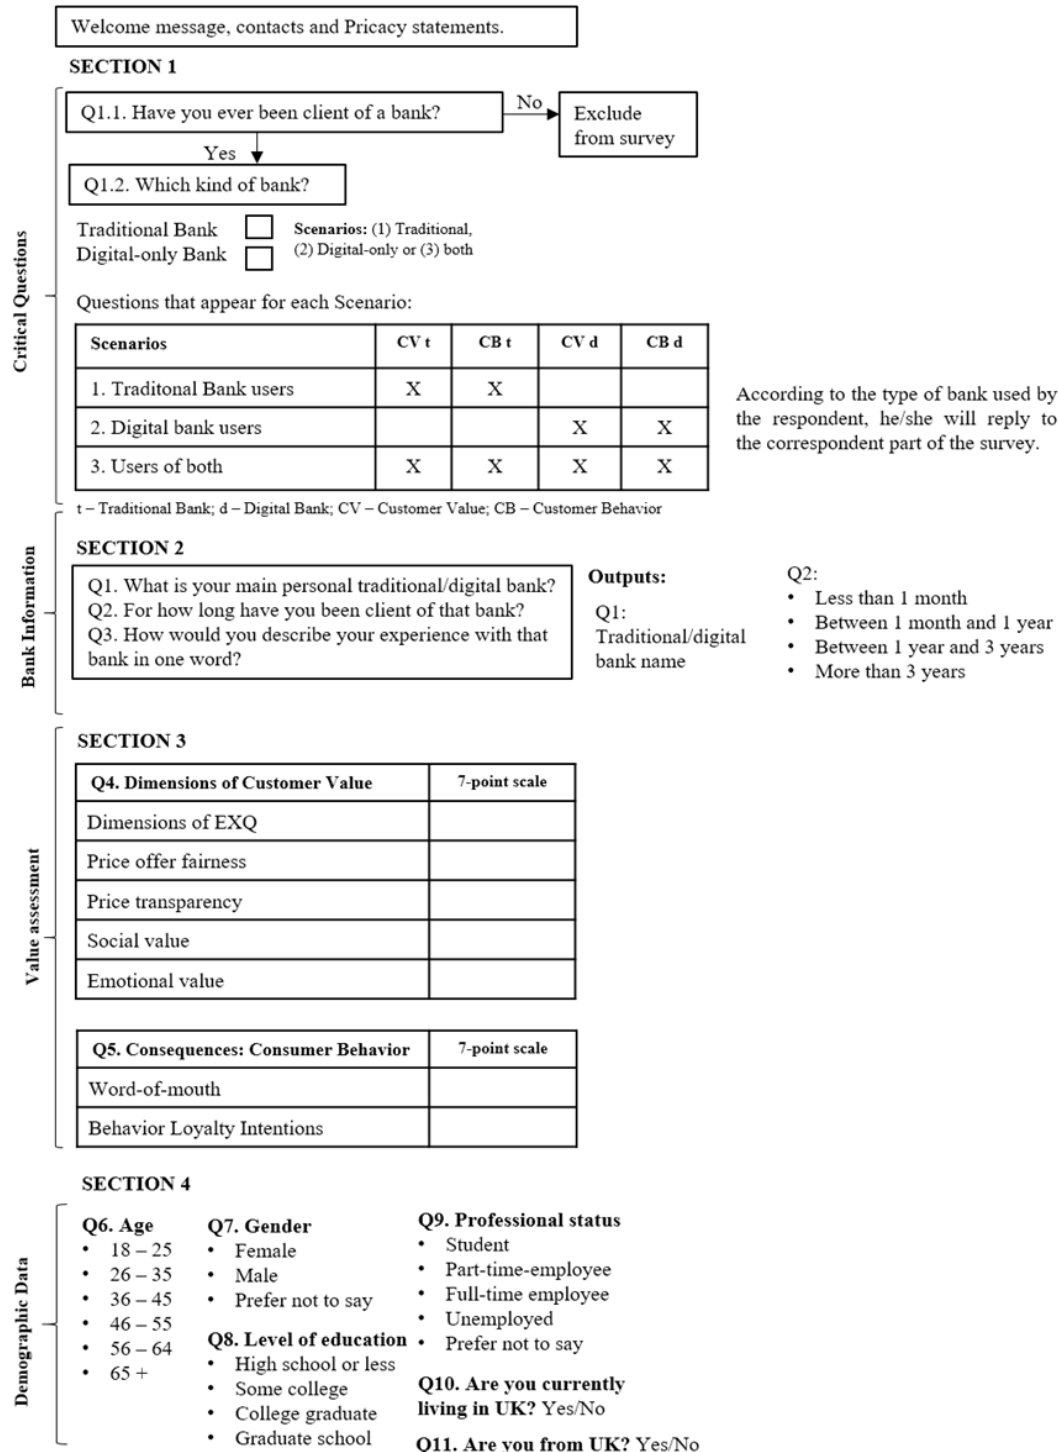 Welcome message, contacts and Pricacy statements.
SECTION 1
Critical Questions
Q1.1. Have you ever been client of a bank?
No
Exclude
from survey
Yes
Q1.2. Which kind of bank?
Traditional Bank
Digital-only Bank
Scenarios: (1) Traditional,
(2) Digital-only or (3) both
Questions that appear for each Scenario:
Scenarios CV t CB t CV d CB d
1. Traditonal Bank users X X
2. Digital bank users X X
3. Users of both X X X X
According to the type of bank used by
the respondent, he/she will reply to
the correspondent part of the survey.
t – Traditional Bank; d – Digital Bank; CV – Customer Value; CB – Customer Behavior
Bank Information
SECTION 2
Q1. What is your main personal traditional/digital bank?
Q2. For how long have you been client of that bank?
Q3. How would you describe your experience with that
bank in one word?
Outputs:
Q1:
Traditional/digital
bank name
Q2:
• Less than 1 month
• Between 1 month and 1 year
• Between 1 year and 3 years
• More than 3 years
Value assessment
SECTION 3
Q4. Dimensions of Customer Value 7-point scale
Dimensions of EXQ
Price offer fairness
Price transparency
Social value
Emotional value
Q5. Consequences: Consumer Behavior 7-point scale
Word-of-mouth
Behavior Loyalty Intentions
SECTION 4
Demographic Data
Q6. Age
• 18 – 25
• 26 – 35
• 36 – 45
• 46 – 55
• 56 – 64
• 65 +
Q7. Gender
• Female
• Male
• Prefer not to say
Q8. Level of education
• High school or less
• Some college
• College graduate
• Graduate school
Q9. Professional status
• Student
• Part-time-employee
• Full-time employee
• Unemployed
• Prefer not to say
Q10. Are you currently
living in UK? Yes/No
Q11. Are you from UK? Yes/No